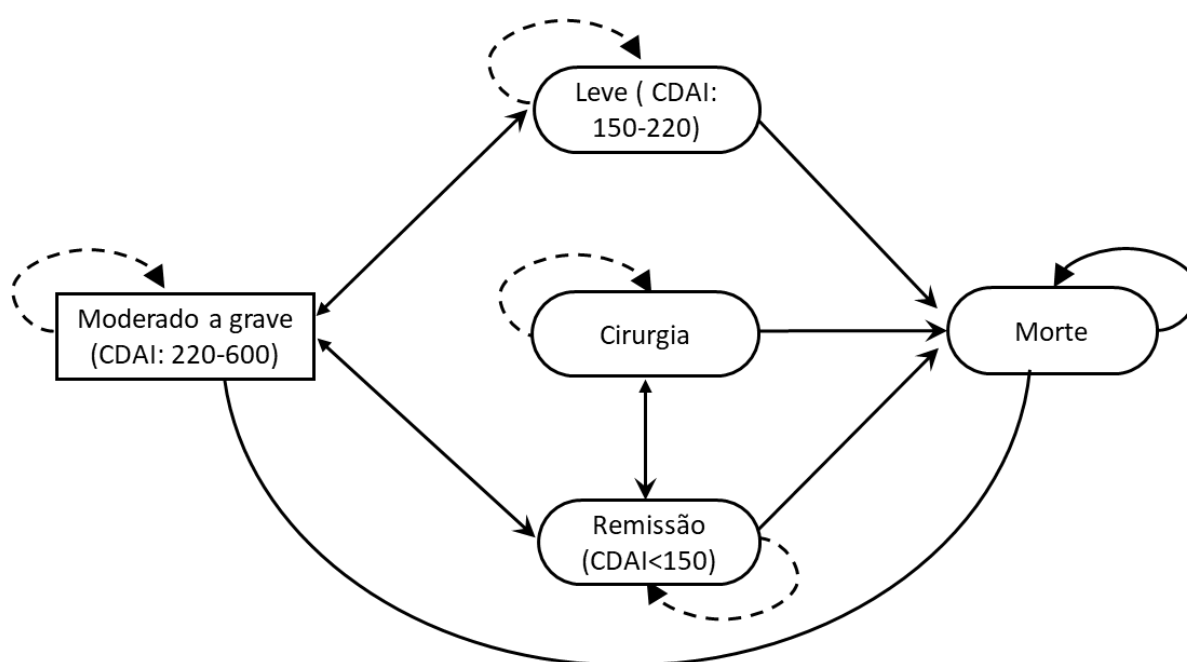 Leve ( CDAI:
150-220)
Moderado a grave
(CDAI: 220-600)
Cirurgia
Morte
Remissão
(CDAI<150)